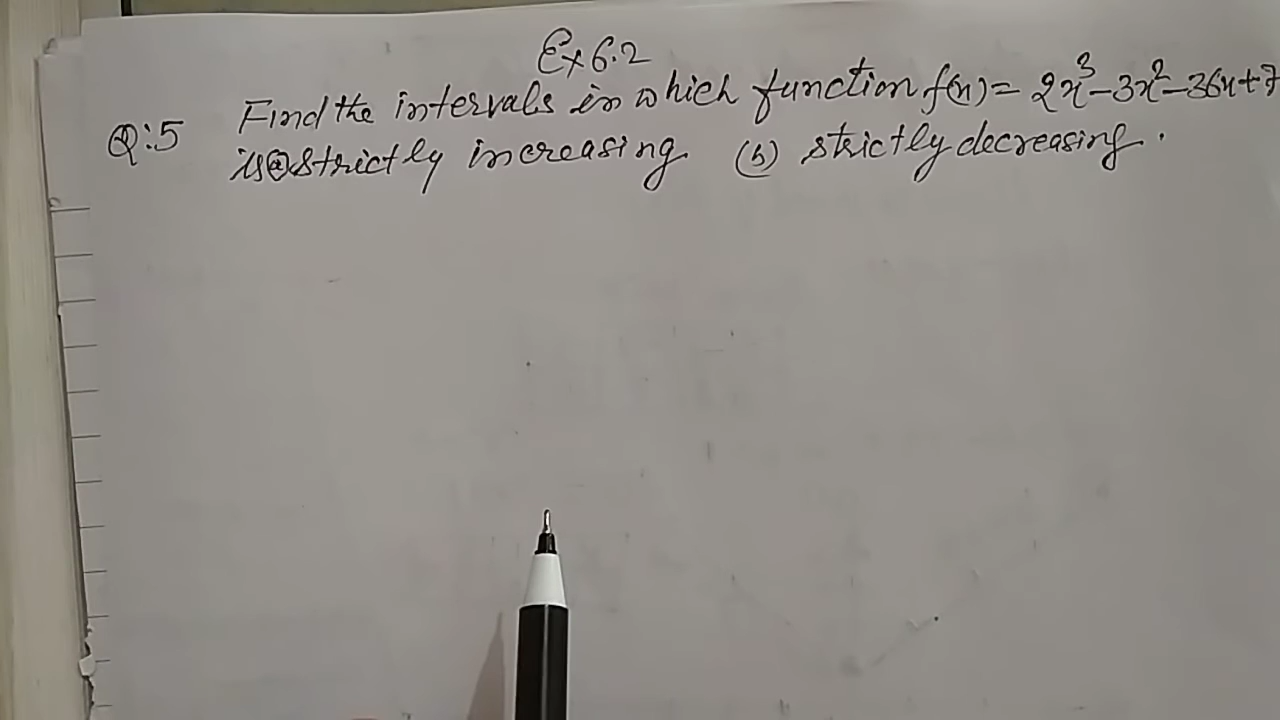 Ex 6.2
Q:5 Find the intervals in which function f(x) = 2x³-3x²-36x+7
is (a) strictly increasing (b) strictly decreasing.